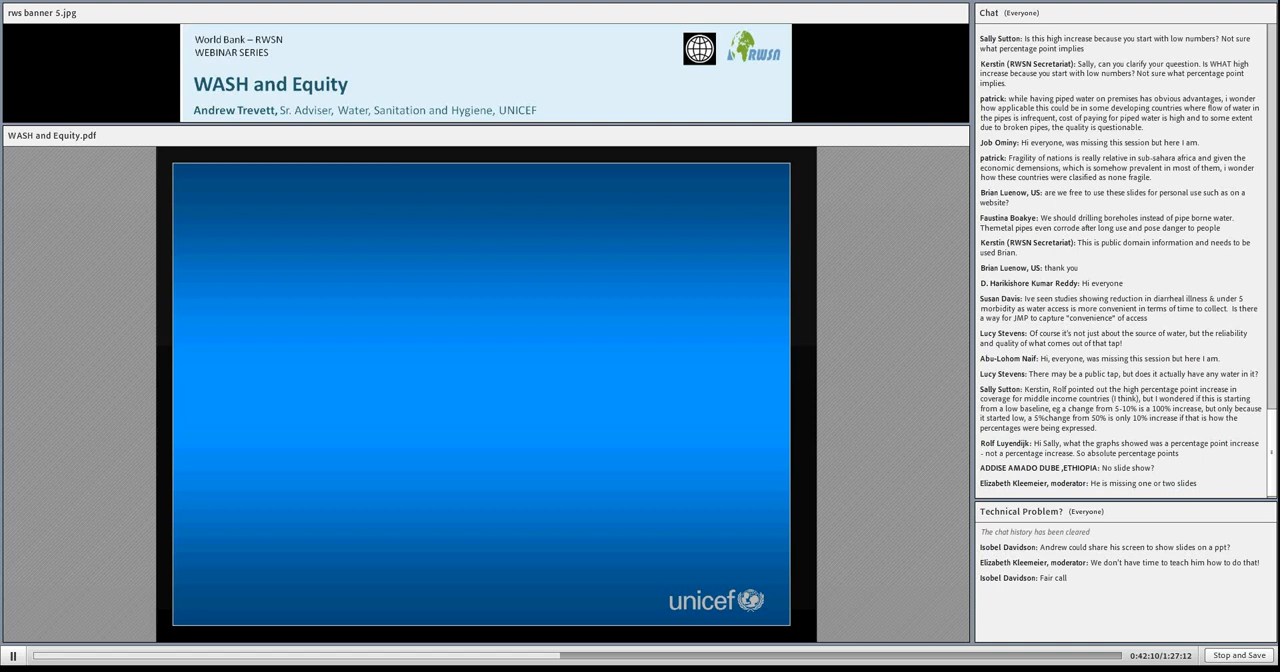 rws banner 5.jpg
World Bank – RWSN
WEBINAR SERIES
RWSN
WASH and Equity
Andrew Trevett, Sr. Adviser, Water, Sanitation and Hygiene, UNICEF
WASH and Equity.pdf
unicef
Chat (Everyone)
Sally Sutton: Is this high increase because you start with low numbers? Not sure
what percentage point implies
Kerstin (RWSN Secretariat): Sally, can you clarify your question. Is WHAT high
increase because you start with low numbers? Not sure what percentage point
implies.
patrick: while having piped water on premises has obvious advantages, i wonder
how applicable this could be in some developing countries where flow of water in
the pipes is infrequent, cost of paying for piped water is high and to some extent
due to broken pipes, the quality is questionable.
Job Ominy: Hi everyone, was missing this session but here I am.
patrick: Fragility of nations is really relative in sub-sahara africa and given the
economic demensions, which is somehow prevalent in most of them, i wonder
how these countries were clasified as none fragile.
Brian Luenow, US: are we free to use these slides for personal use such as on a
website?
Faustina Boakye: We should drilling boreholes instead of pipe borne water.
Themetal pipes even corrode after long use and pose danger to people
Kerstin (RWSN Secretariat): This is public domain information and needs to be
used Brian.
Brian Luenow, US: thank you
D. Harikishore Kumar Reddy: Hi everyone
Susan Davis: Ive seen studies showing reduction in diarrheal illness & under 5
morbidity as water access is more convenient in terms of time to collect. Is there
a way for JMP to capture "convenience" of access
Lucy Stevens: Of course it's not just about the source of water, but the reliability
and quality of what comes out of that tap!
Abu-Lohom Naif: Hi, everyone, was missing this session but here I am.
Lucy Stevens: There may be a public tap, but does it actually have any water in it?
Sally Sutton: Kerstin, Rolf pointed out the high percentage point increase in
coverage for middle income countries (I think), but I wondered if this is starting
from a low baseline, eg a change from 5-10% is a 100% increase, but only because
it started low, a 5%change from 50% is only 10% increase if that is how the
percentages were being expressed.
Rolf Luyendijk: Hi Sally, what the graphs showed was a percentage point increase
- not a percentage increase. So absolute percentage points
ADDISE AMADO DUBE ,ETHIOPIA: No slide show?
Elizabeth Kleemeier, moderator: He is missing one or two slides
Technical Problem? (Everyone)
The chat history has been cleared
Isobel Davidson: Andrew could share his screen to show slides on a ppt?
Elizabeth Kleemeier, moderator: We don't have time to teach him how to do that!
Isobel Davidson: Fair call
0:42:10/1:27:12
Stop and Save